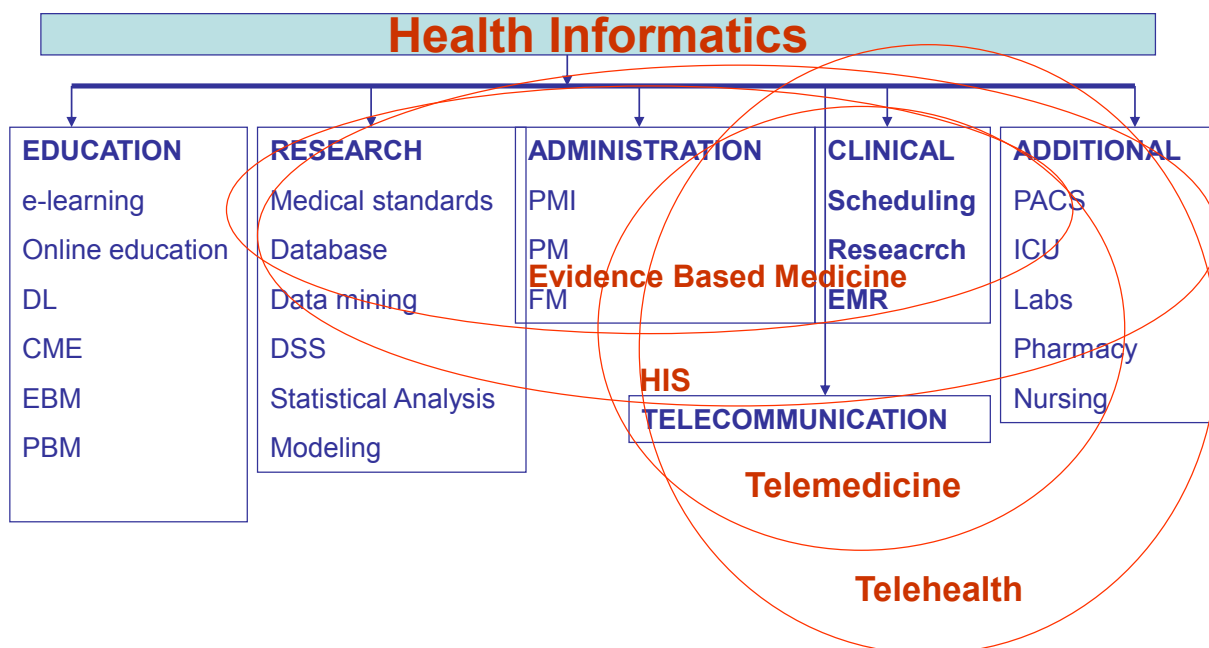 Health Informatics
EDUCATION
e-learning
Online education
DL
CME
EBM
PBM
RESEARCH
Medical standards
Database
Data mining
DSS
Statistical Analysis
Modeling
ADMINISTRATION
PMI
PM
FM
CLINICAL
Scheduling
Reseacrch
EMR
ADDITIONAL
PACS
ICU
Labs
Pharmacy
Nursing
Evidence Based Medicine
HIS
TELECOMMUNICATION
Telemedicine
Telehealth